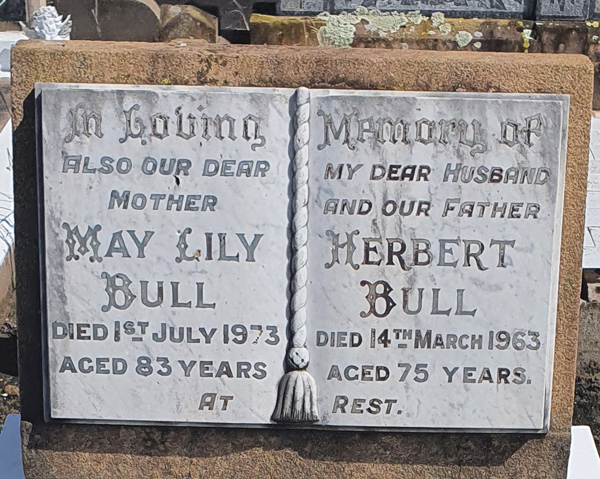 In Loving Memory of
ALSO OUR DEAR
MOTHER
MAY LILY
BULL
DIED 1ST JULY 1973
AGED 83 YEARS
MY DEAR HUSBAND
AND OUR FATHER
HERBERT
BULL
DIED 14TH MARCH 1963
AGED 75 YEARS.
AT REST.